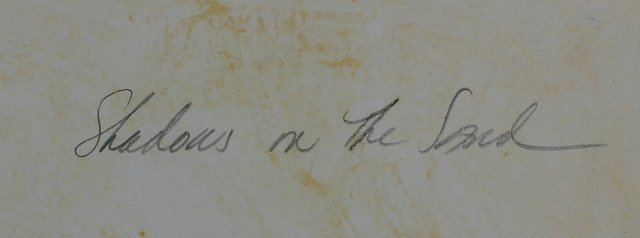 Shadows on the Sand